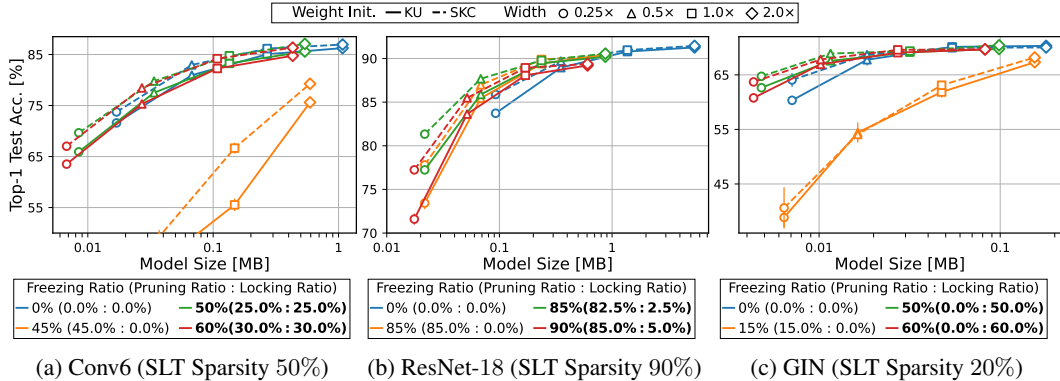 Weight Init. KU SKC Width 0.25× 0.5× 1.0× 2.0×
Top-1 Test Acc. [%]
85
75
65
55
0.01 0.1 1
Model Size [MB]
90
85
80
75
70
0.01 0.1 1
Model Size [MB]
65
55
45
0.01 0.1
Model Size [MB]
Freezing Ratio (Pruning Ratio : Locking Ratio)
0% (0.0% : 0.0%) 50%(25.0% : 25.0%)
45% (45.0% : 0.0%) 60%(30.0% : 30.0%)
Freezing Ratio (Pruning Ratio : Locking Ratio)
0% (0.0% : 0.0%) 85%(82.5% : 2.5%)
85% (85.0% : 0.0%) 90%(85.0% : 5.0%)
Freezing Ratio (Pruning Ratio : Locking Ratio)
0% (0.0% : 0.0%) 50%(0.0% : 50.0%)
15% (15.0% : 0.0%) 60%(0.0% : 60.0%)
(a) Conv6 (SLT Sparsity 50%)
(b) ResNet-18 (SLT Sparsity 90%)
(c) GIN (SLT Sparsity 20%)